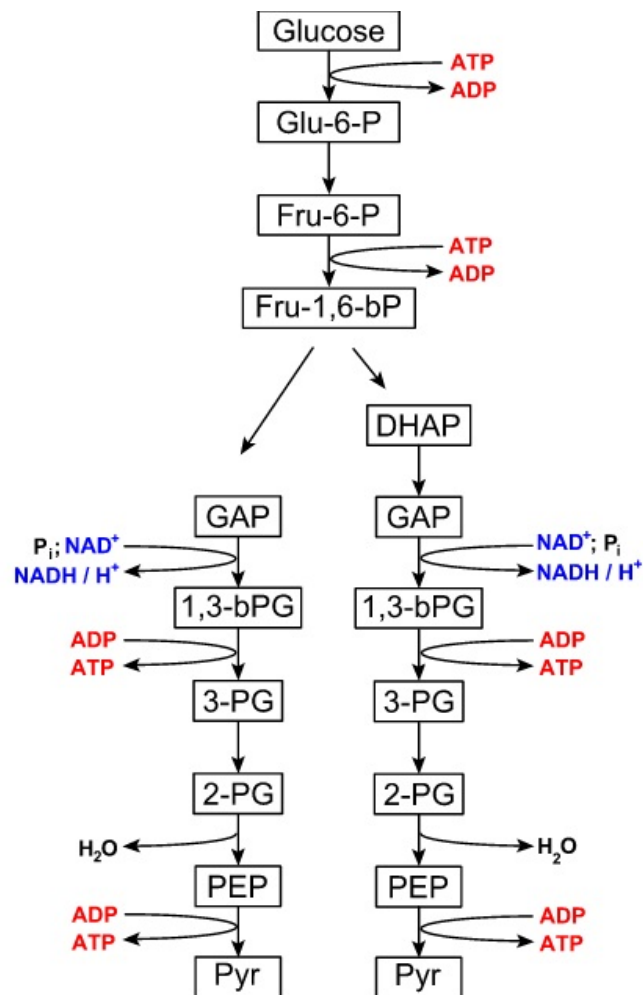 Glucose
ATP
ADP
Glu-6-P
Fru-6-P
ATP
ADP
Fru-1,6-bP
DHAP
GAP
GAP
Pᵢ; NAD⁺
NAD⁺; Pᵢ
NADH / H⁺
NADH / H⁺
1,3-bPG
1,3-bPG
ADP
ADP
ATP
ATP
3-PG
3-PG
2-PG
2-PG
H₂O
H₂O
PEP
PEP
ADP
ADP
ATP
ATP
Pyr
Pyr